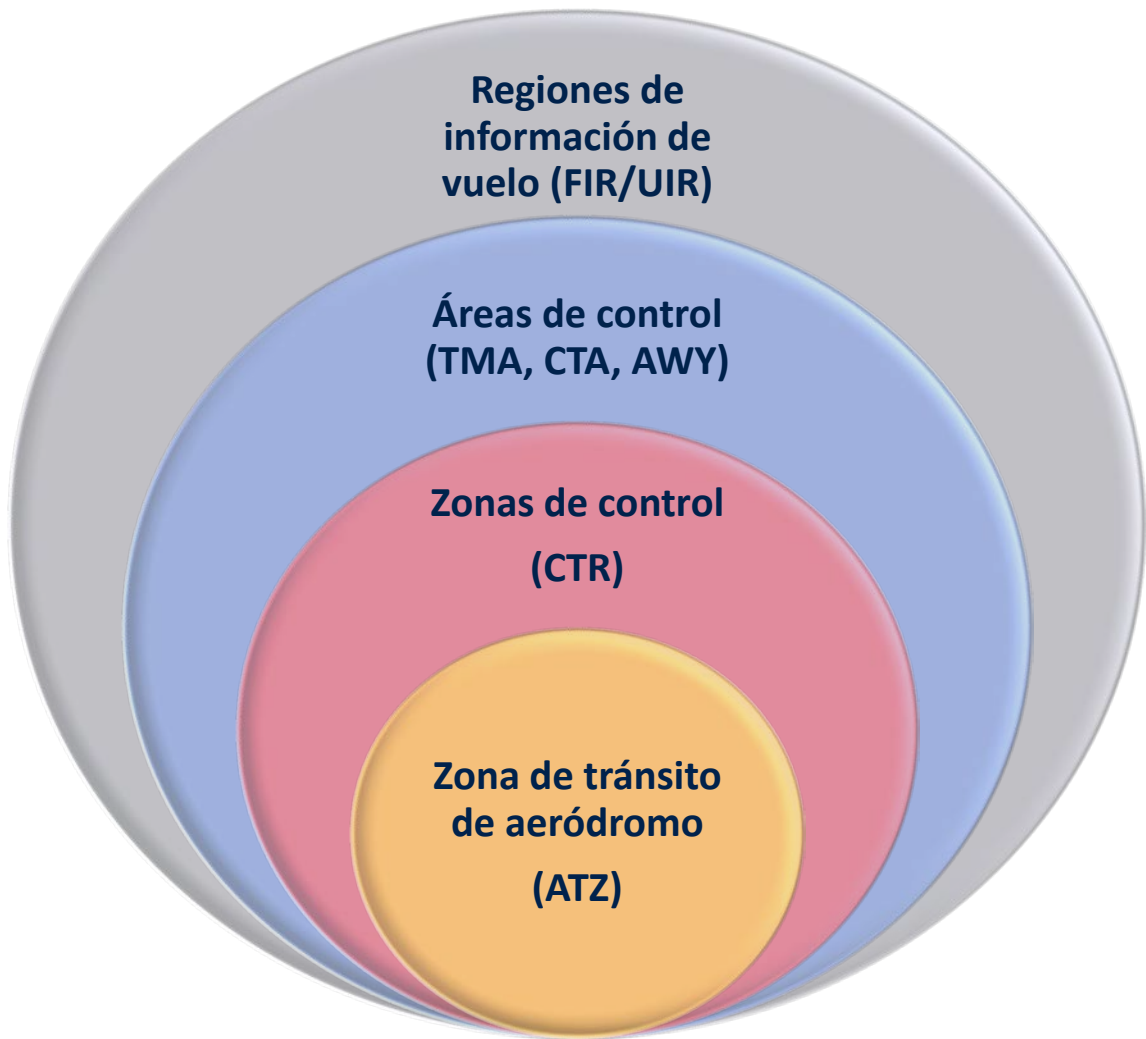 Regiones de
información de
vuelo (FIR/UIR)
Áreas de control
(TMA, CTA, AWY)
Zonas de control
(CTR)
Zona de tránsito
de aeródromo
(ATZ)